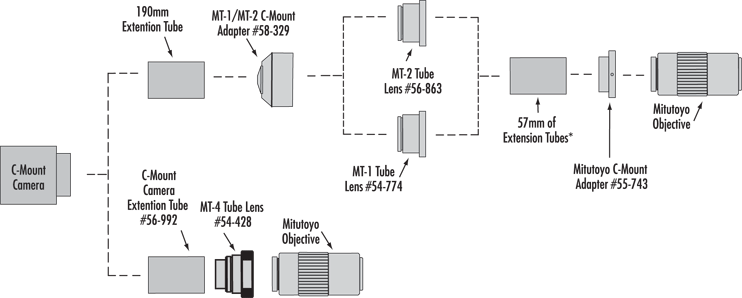 190mm
Extention Tube
MT-1/MT-2 C-Mount
Adapter #58-329
MT-2 Tube
Lens #56-863
57mm of
Extension Tubes*
Mitutoyo
Objective
Mitutoyo C-Mount
Adapter #55-743
MT-1 Tube
Lens #54-774
C-Mount
Camera
C-Mount
Camera
Extention Tube
#56-992
MT-4 Tube Lens
#54-428
Mitutoyo
Objective